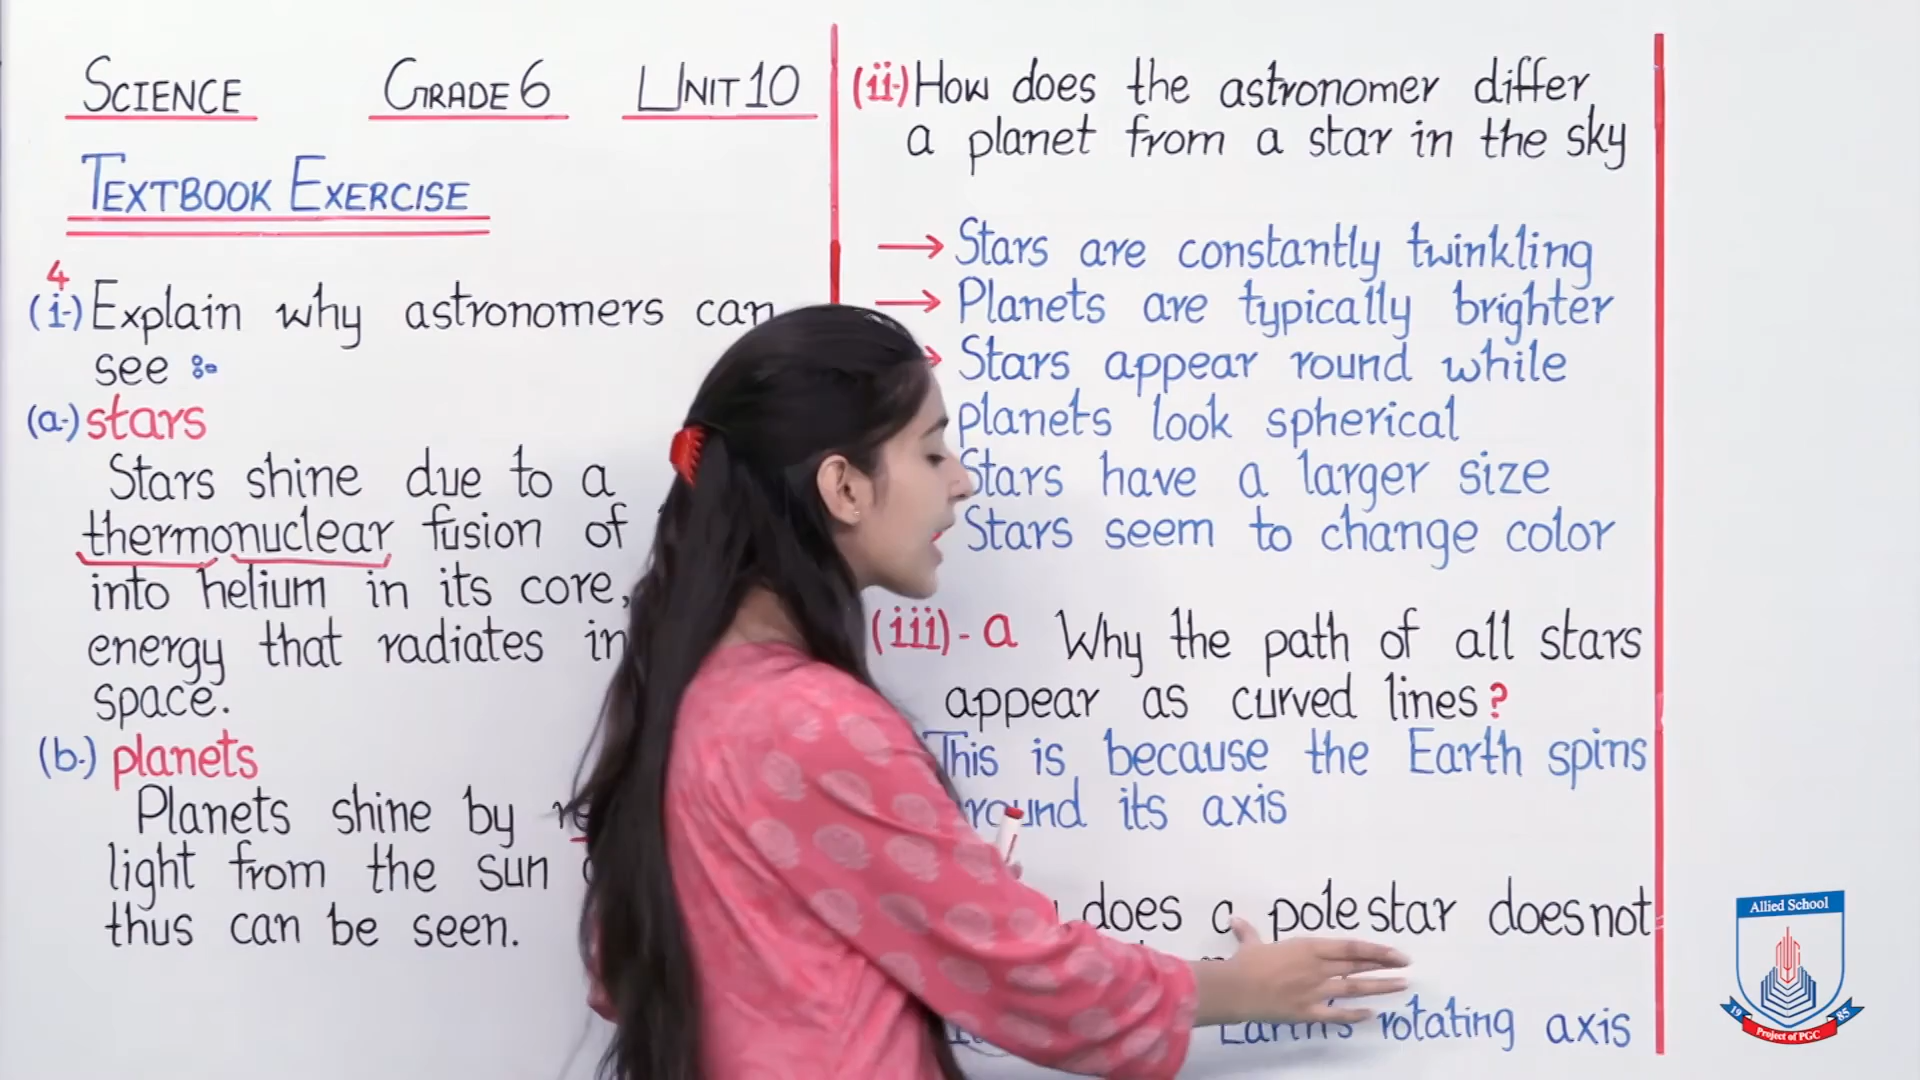 SCIENCE GRADE 6 UNIT 10
TEXTBOOK EXERCISE
4
(i-) Explain why astronomers can
see :-
(a-) stars
Stars shine due to a
thermonuclear fusion of
into helium in its core,
energy that radiates in
space.
(b-) planets
Planets shine by
light from the sun
thus can be seen.
(ii-) How does the astronomer differ
a planet from a star in the sky
→ Stars are constantly twinkling
→ Planets are typically brighter
Stars appear round while
planets look spherical
Stars have a larger size
Stars seem to change color
(iii)-a Why the path of all stars
appear as curved lines?
This is because the Earth spins
around its axis
does a pole star does not
Earth's rotating axis
Allied School
19 85
Project of PGC